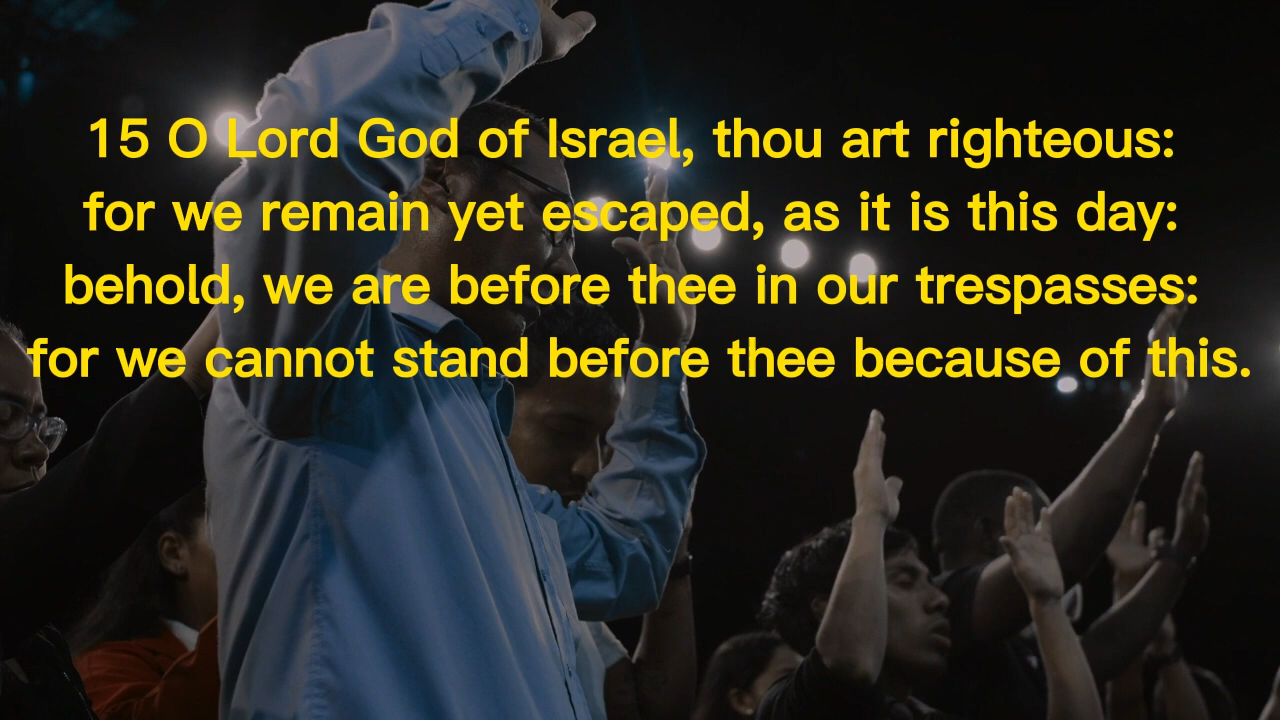 15 O Lord God of Israel, thou art righteous:
for we remain yet escaped, as it is this day:
behold, we are before thee in our trespasses:
for we cannot stand before thee because of this.